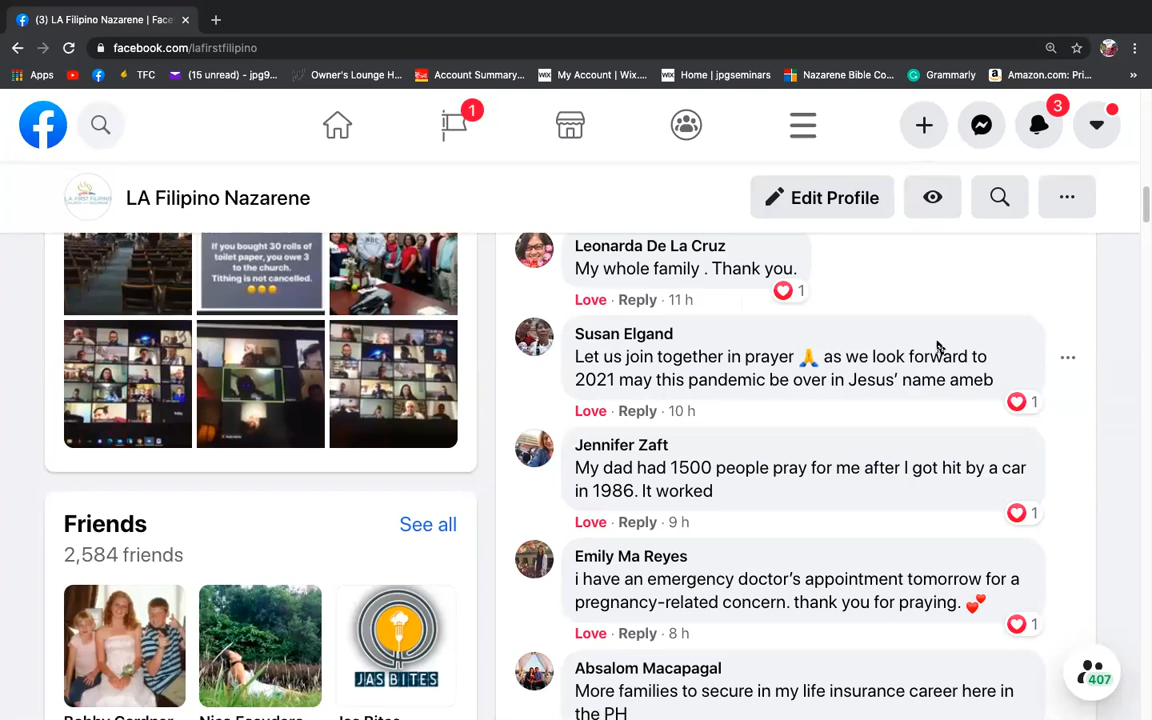 (3) LA Filipino Nazarene | Face
facebook.com/lafirstfilipino
Apps
TFC
(15 unread) - jpg9...
Owner's Lounge H...
Account Summary...
WIX My Account | Wix....
WIX Home | jpgseminars
Nazarene Bible Co...
Grammarly
Amazon.com: Pri...
»
1
3
LA Filipino Nazarene
Edit Profile
If you bought 30 rolls of
toilet paper, you owe 3
to the church.
Tithing is not cancelled.
Friends
See all
2,584 friends
JAS BITES
Leonarda De La Cruz
My whole family . Thank you.
1
Love · Reply · 11 h
Susan Elgand
Let us join together in prayer 🙏 as we look forward to
2021 may this pandemic be over in Jesus' name ameb
1
Love · Reply · 10 h
Jennifer Zaft
My dad had 1500 people pray for me after I got hit by a car
in 1986. It worked
1
Love · Reply · 9 h
Emily Ma Reyes
i have an emergency doctor's appointment tomorrow for a
pregnancy-related concern. thank you for praying. 💕
1
Love · Reply · 8 h
Absalom Macapagal
More families to secure in my life insurance career here in
the PH
407